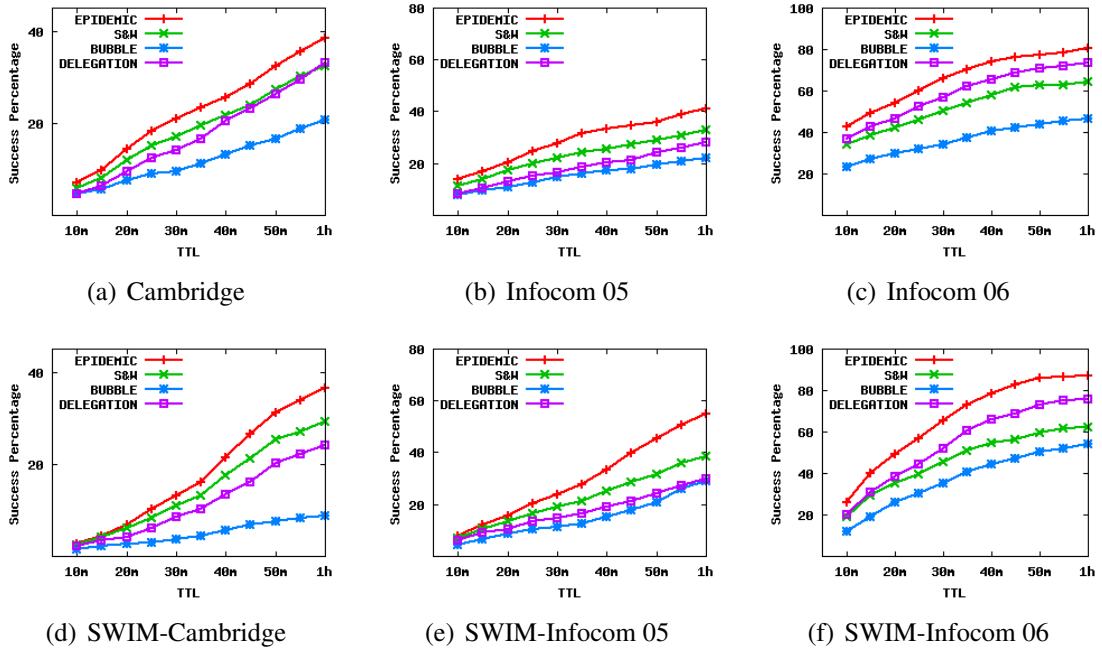 EPIDEMIC
S&W
BUBBLE
DELEGATION
Success Percentage
40
20
10m 20m 30m 40m 50m 1h
TTL
(a) Cambridge
EPIDEMIC
S&W
BUBBLE
DELEGATION
Success Percentage
80
60
40
20
0
10m 20m 30m 40m 50m 1h
TTL
(b) Infocom 05
EPIDEMIC
S&W
BUBBLE
DELEGATION
Success Percentage
100
80
60
40
20
10m 20m 30m 40m 50m 1h
TTL
(c) Infocom 06
EPIDEMIC
S&W
BUBBLE
DELEGATION
Success Percentage
40
20
10m 20m 30m 40m 50m 1h
TTL
(d) SWIM-Cambridge
EPIDEMIC
S&W
BUBBLE
DELEGATION
Success Percentage
80
60
40
20
0
10m 20m 30m 40m 50m 1h
TTL
(e) SWIM-Infocom 05
EPIDEMIC
S&W
BUBBLE
DELEGATION
Success Percentage
100
80
60
40
20
10m 20m 30m 40m 50m 1h
TTL
(f) SWIM-Infocom 06